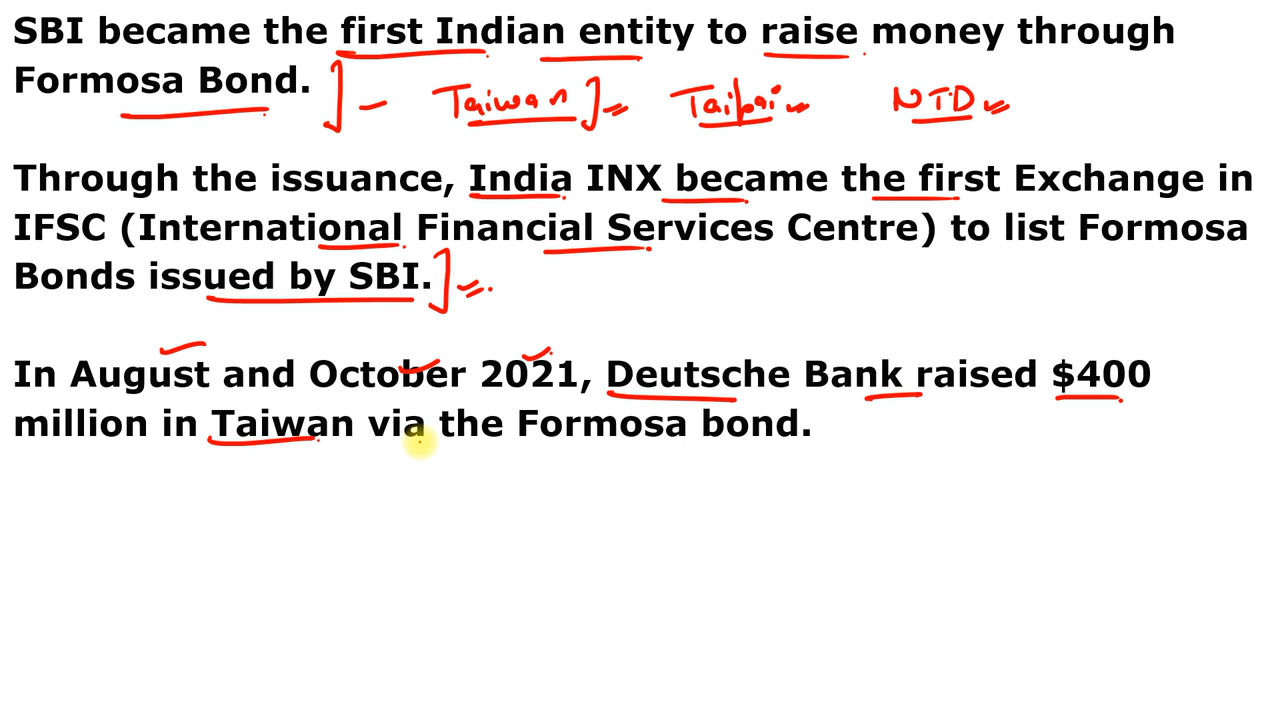 SBI became the first Indian entity to raise money through
Formosa Bond.
Taiwan Taipai NTD
Through the issuance, India INX became the first Exchange in
IFSC (International Financial Services Centre) to list Formosa
Bonds issued by SBI.
In August and October 2021, Deutsche Bank raised $400
million in Taiwan via the Formosa bond.